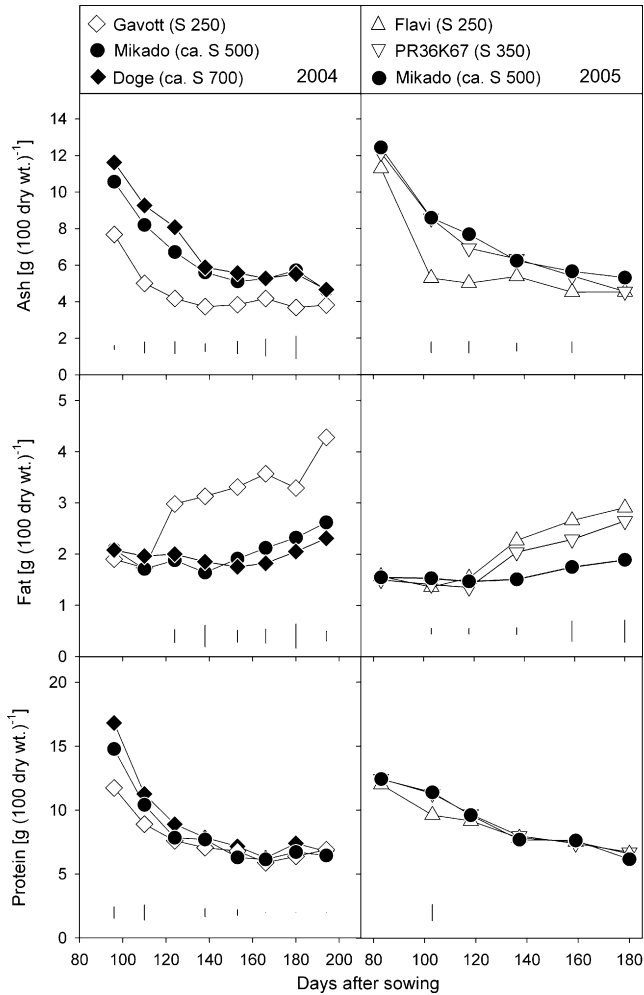 Gavott (S 250)
Mikado (ca. S 500)
Doge (ca. S 700) 2004
Flavi (S 250)
PR36K67 (S 350)
Mikado (ca. S 500) 2005
Ash [g (100 dry wt.)⁻¹]
14
12
10
8
6
4
2
0
Fat [g (100 dry wt.)⁻¹]
5
4
3
2
1
0
Protein [g (100 dry wt.)⁻¹]
20
15
10
5
0
80 100 120 140 160 180 200
80 100 120 140 160 180
Days after sowing